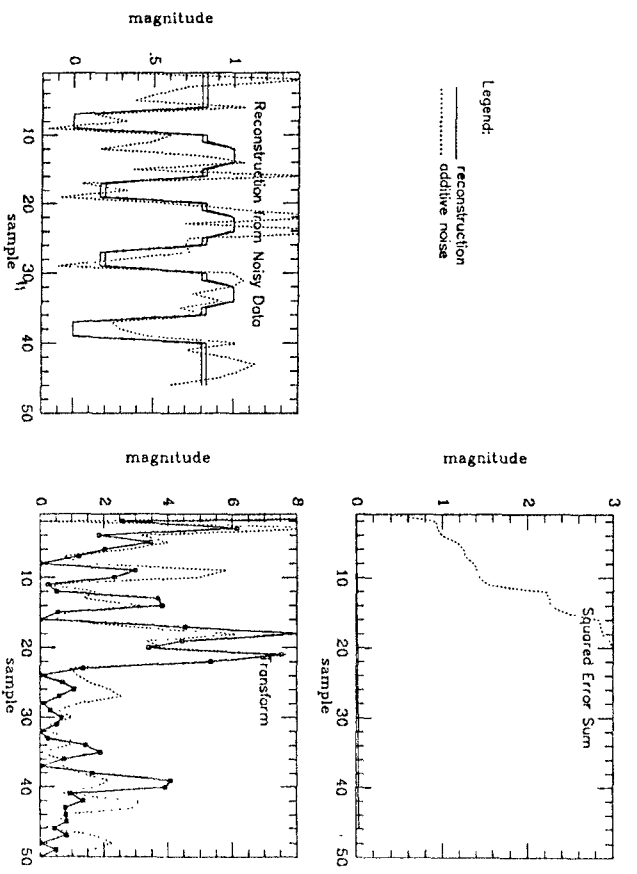 Legend:
reconstruction
additive noise
magnitude
0 .5 1
Reconstruction from Noisy Data
10 20 30 40 50
sample
magnitude
0 1 2 3
Squared Error Sum
10 20 30 40 50
sample
magnitude
0 2 4 6 8
Transform
10 20 30 40 50
sample